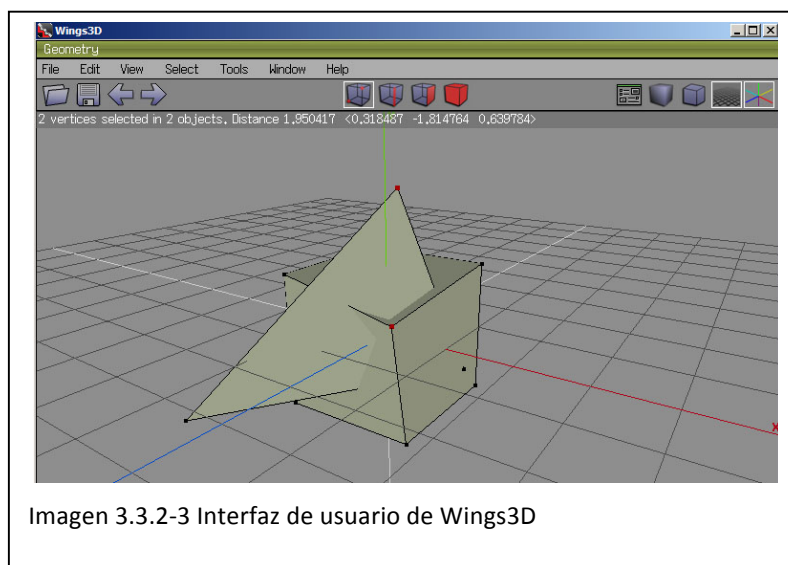 Wings3D
Geometry
File Edit View Select Tools Window Help
2 vertices selected in 2 objects. Distance 1.950417 <0.318487 -1.814764 0.639784>
x
Imagen 3.3.2-3 Interfaz de usuario de Wings3D